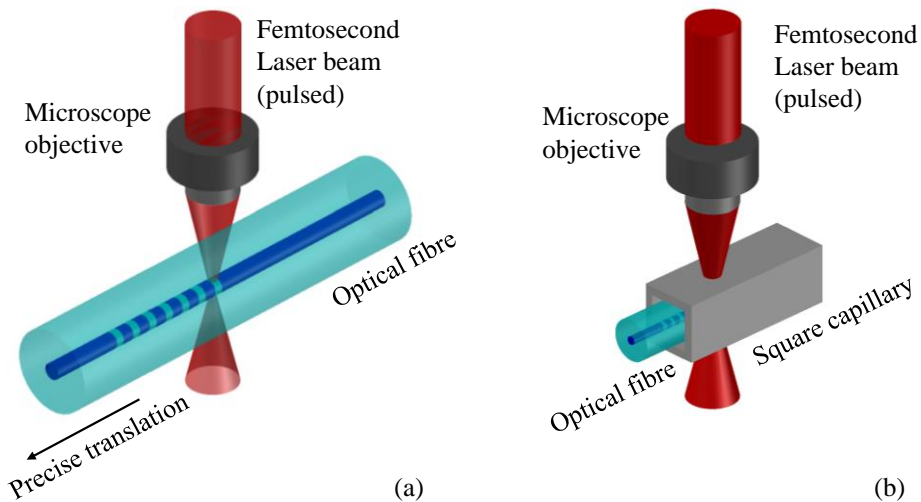 Femtosecond
Laser beam
(pulsed)
Microscope
objective
Optical fibre
Precise translation
(a)
Femtosecond
Laser beam
(pulsed)
Microscope
objective
Optical fibre
Square capillary
(b)